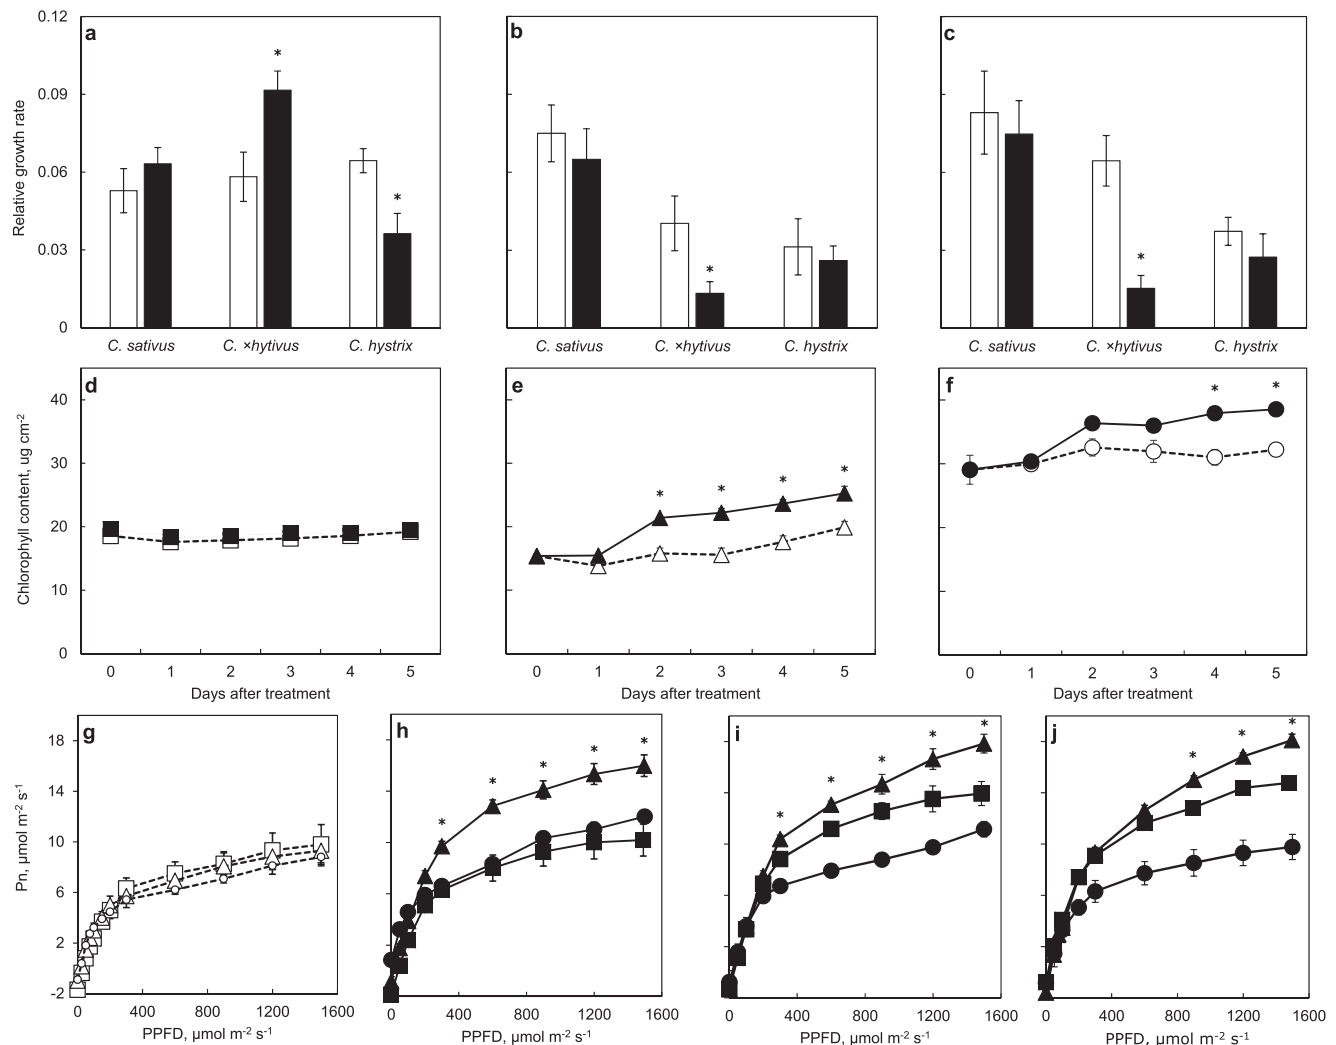 a
b
c
0.12
0.09
0.06
0.03
0
Relative growth rate
*
*
*
*
C. sativus
C. ×hytivus
C. hystrix
C. sativus
C. ×hytivus
C. hystrix
C. sativus
C. ×hytivus
C. hystrix
d
e
f
40
30
20
10
0
Chlorophyll content, ug cm-2
* * * *
* *
0 1 2 3 4 5
0 1 2 3 4 5
0 1 2 3 4 5
Days after treatment
Days after treatment
Days after treatment
g
h
i
j
18
14
10
6
2
-2
Pn, µmol m-2 s-1
* * * * *
* * * * *
* * *
0 400 800 1200 1600
0 400 800 1200 1600
0 400 800 1200 1600
0 400 800 1200 1600
PPFD, µmol m-2 s-1
PPFD, µmol m-2 s-1
PPFD, µmol m-2 s-1
PPFD, µmol m-2 s-1